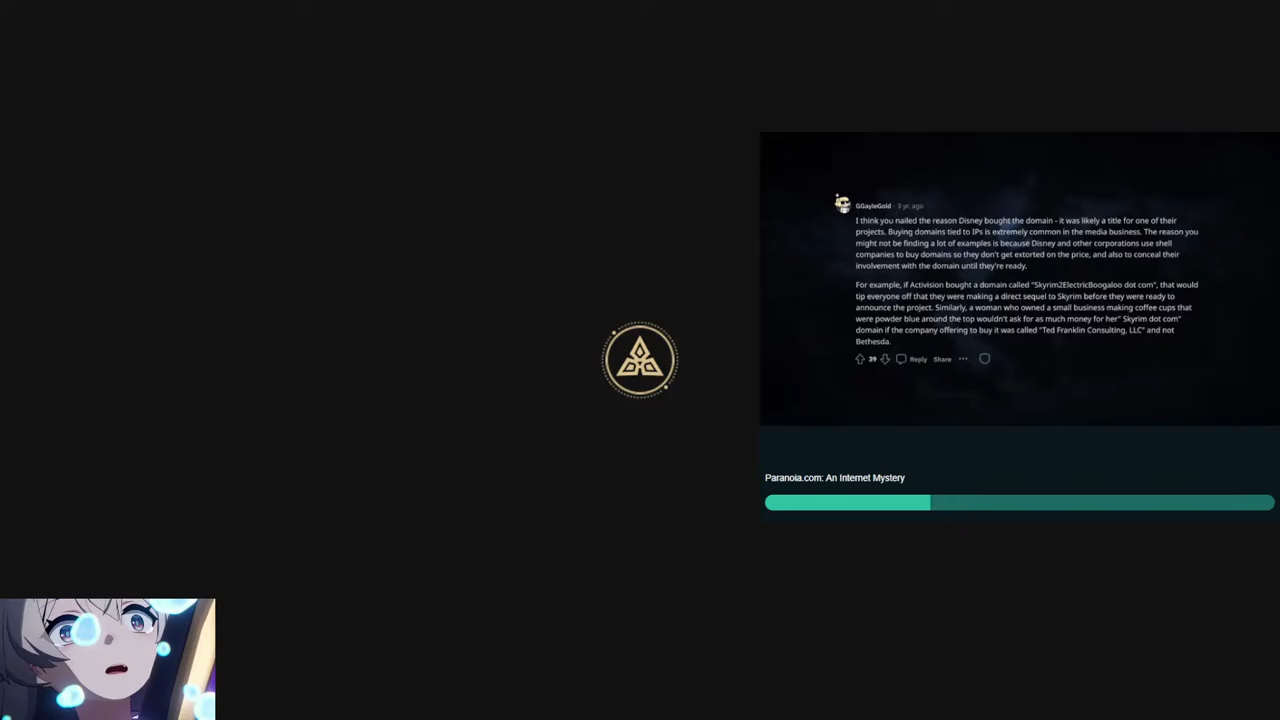 GGayleGold · 3 yr. ago
I think you nailed the reason Disney bought the domain - it was likely a title for one of their
projects. Buying domains tied to IPs is extremely common in the media business. The reason you
might not be finding a lot of examples is because Disney and other corporations use shell
companies to buy domains so they don't get extorted on the price, and also to conceal their
involvement with the domain until they're ready.
For example, if Activision bought a domain called "Skyrim2ElectricBoogaloo dot com", that would
tip everyone off that they were making a direct sequel to Skyrim before they were ready to
announce the project. Similarly, a woman who owned a small business making coffee cups that
were powder blue around the top wouldn't ask for as much money for her" Skyrim dot com"
domain if the company offering to buy it was called "Ted Franklin Consulting, LLC" and not
Bethesda.
39 Reply Share ...
Paranoia.com: An Internet Mystery